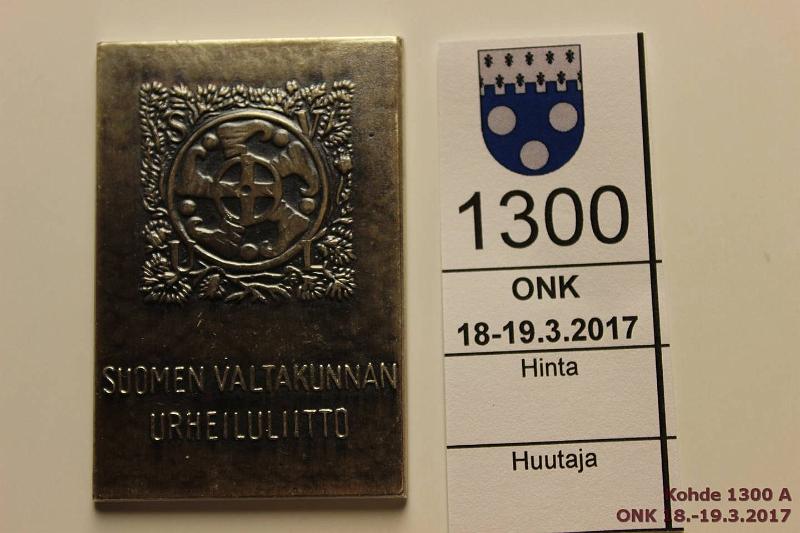 S V
U L
SUOMEN VALTAKUNNAN
URHEILULIITTO
1300
ONK
18-19.3.2017
Hinta
Huutaja
Kohde 1300 A
ONK 18.-19.3.2017